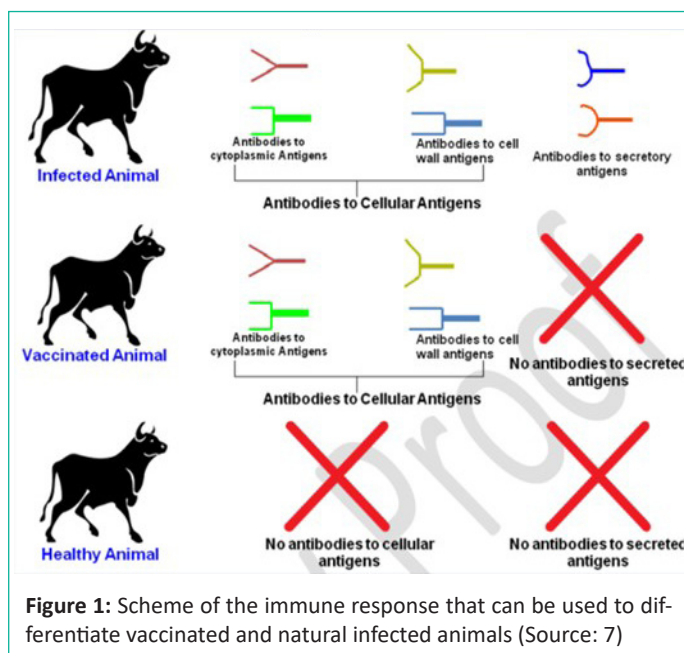 Antibodies to
cytoplasmic Antigens
Antibodies to cell
wall antigens
Antibodies to secretory
antigens
Infected Animal
Antibodies to Cellular Antigens
Antibodies to
cytoplasmic Antigens
Antibodies to cell
wall antigens
Vaccinated Animal
No antibodies to secreted
antigens
Antibodies to Cellular Antigens
Healthy Animal
No antibodies to cellular
antigens
No antibodies to secreted
antigens
Proof
Figure 1: Scheme of the immune response that can be used to dif-
ferentiate vaccinated and natural infected animals (Source: 7)